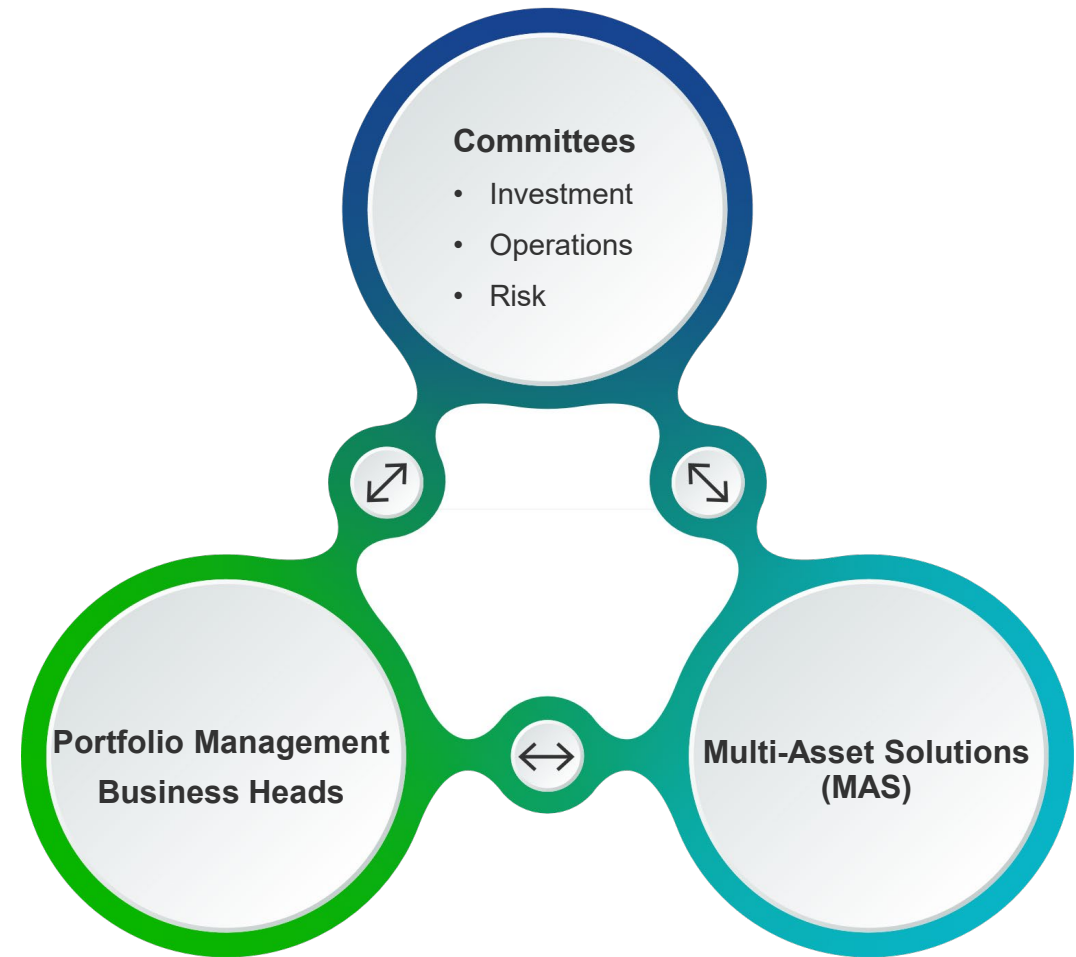 Committees
• Investment
• Operations
• Risk
Portfolio Management
Business Heads
Multi-Asset Solutions
(MAS)